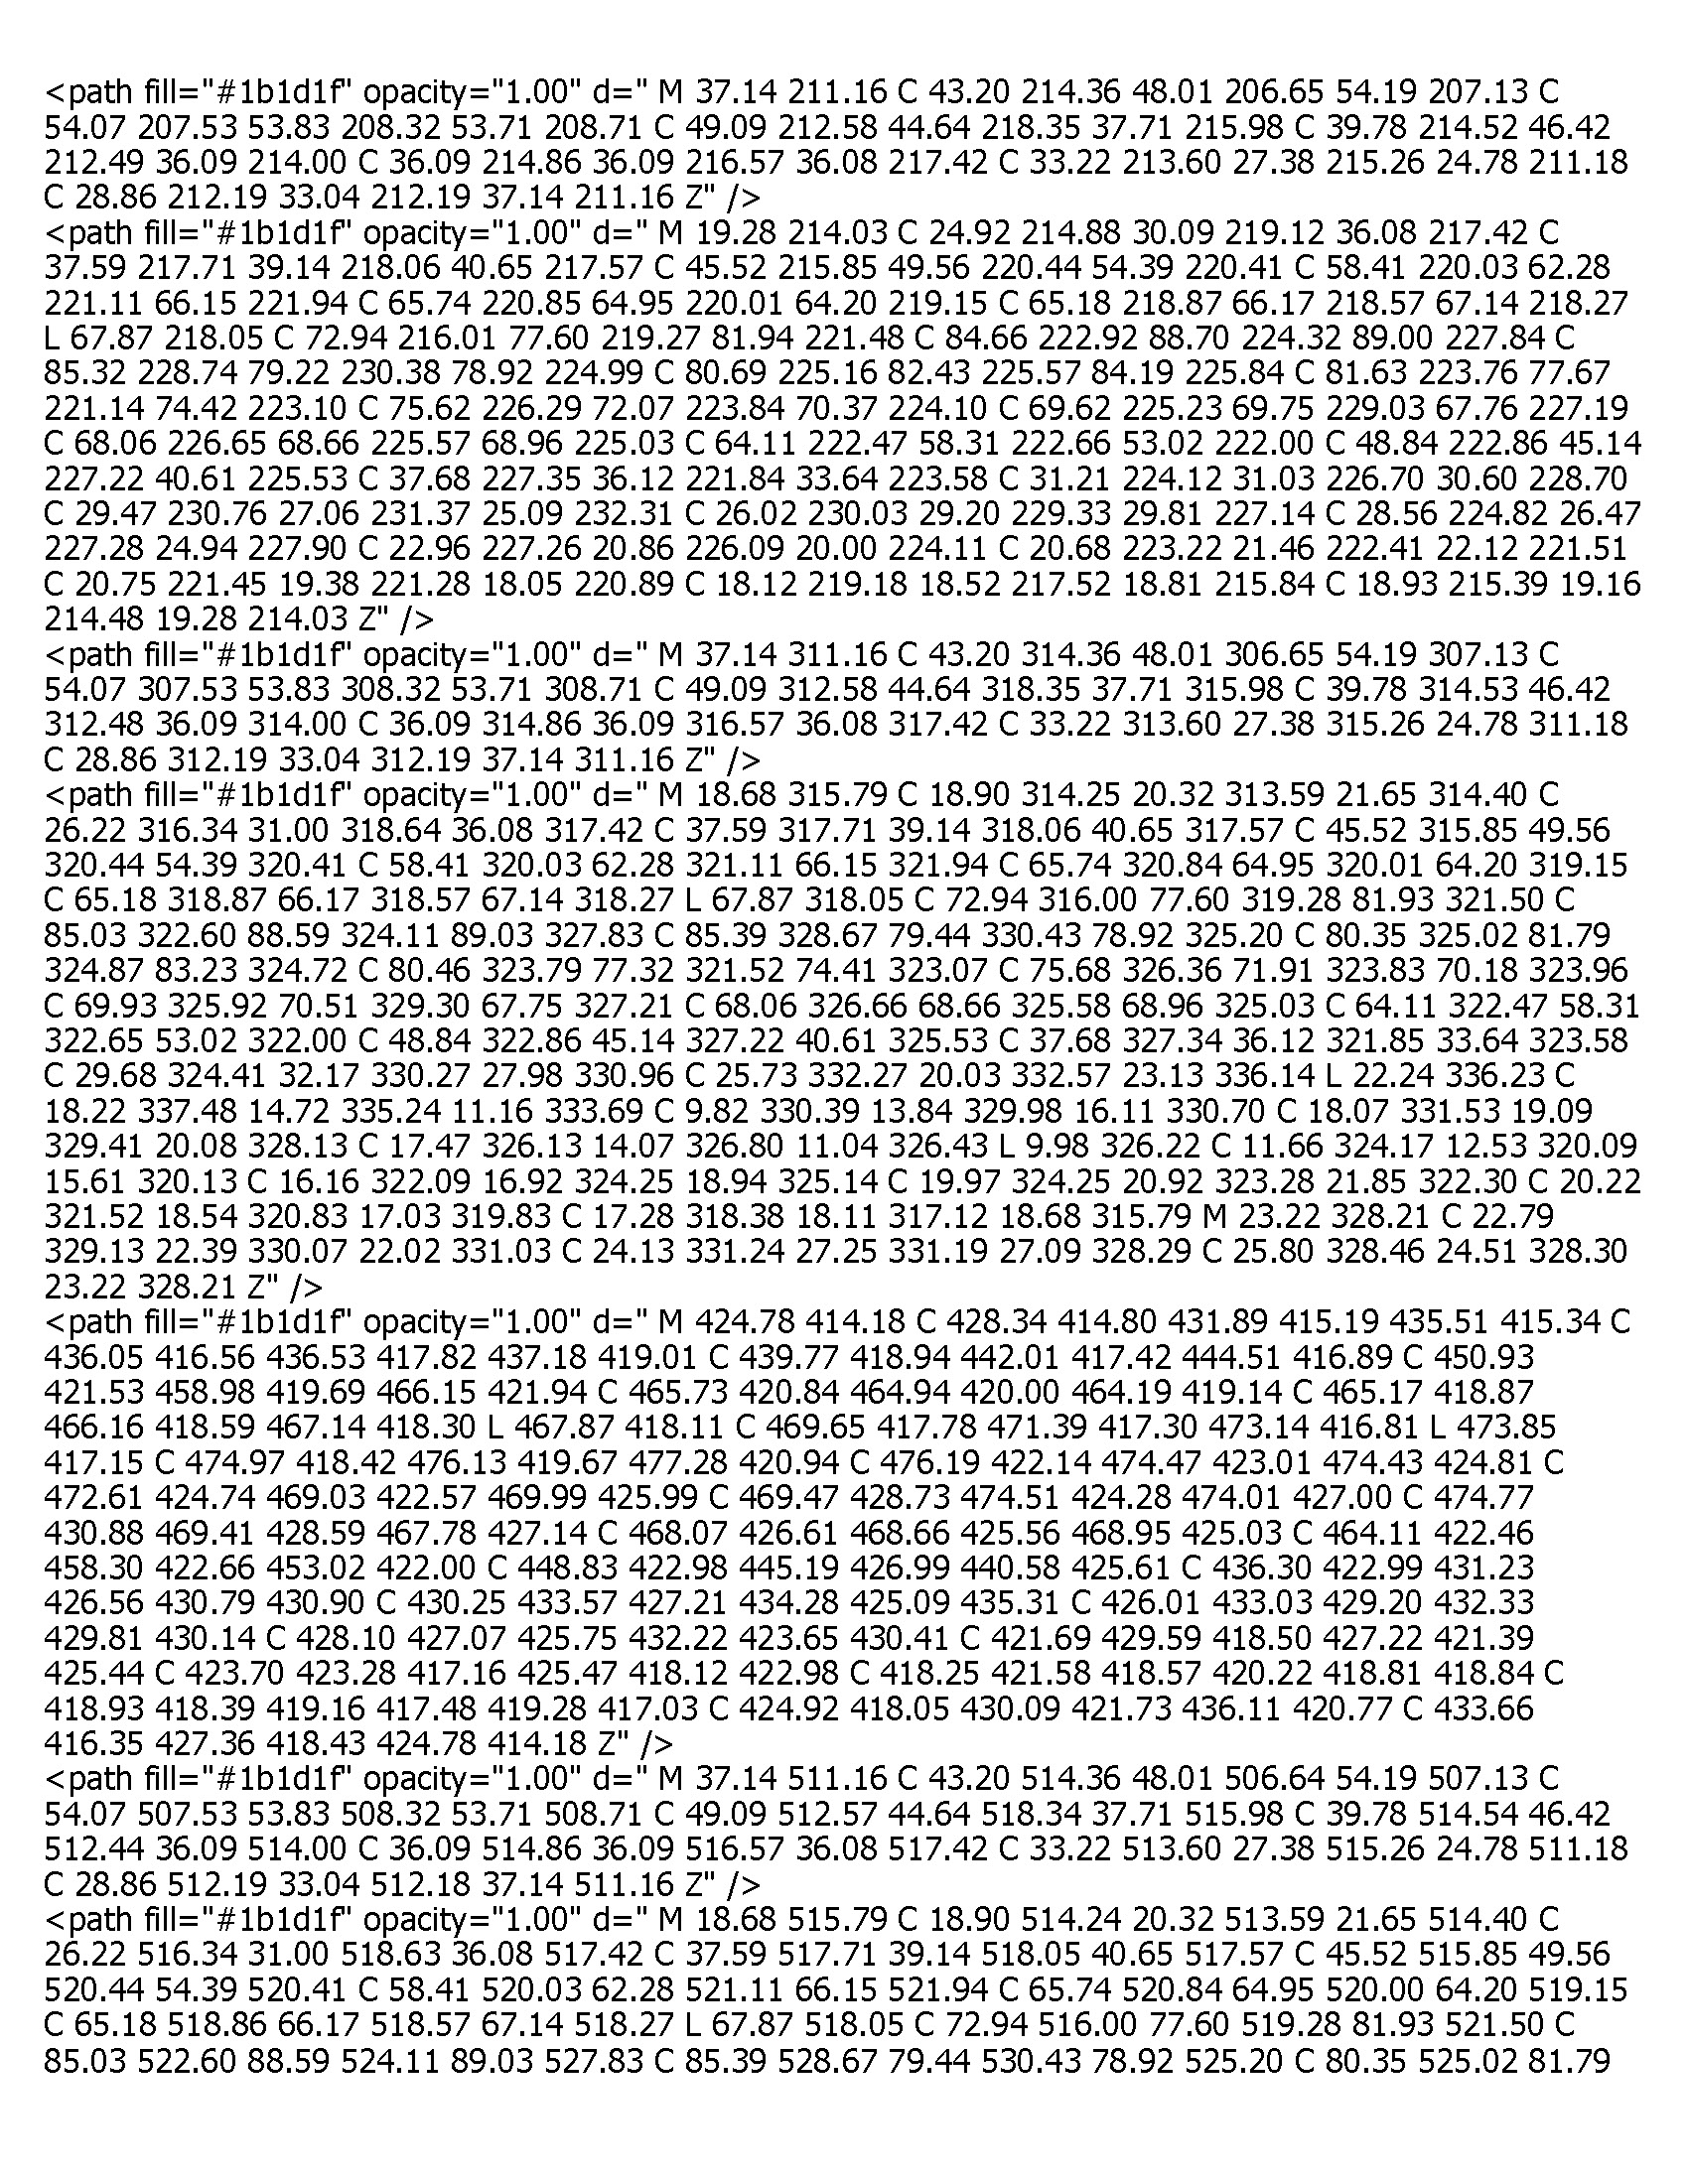 <path fill="#1b1d1f" opacity="1.00" d=" M 37.14 211.16 C 43.20 214.36 48.01 206.65 54.19 207.13 C
54.07 207.53 53.83 208.32 53.71 208.71 C 49.09 212.58 44.64 218.35 37.71 215.98 C 39.78 214.52 46.42
212.49 36.09 214.00 C 36.09 214.86 36.09 216.57 36.08 217.42 C 33.22 213.60 27.38 215.26 24.78 211.18
C 28.86 212.19 33.04 212.19 37.14 211.16 Z" />
<path fill="#1b1d1f" opacity="1.00" d=" M 19.28 214.03 C 24.92 214.88 30.09 219.12 36.08 217.42 C
37.59 217.71 39.14 218.06 40.65 217.57 C 45.52 215.85 49.56 220.44 54.39 220.41 C 58.41 220.03 62.28
221.11 66.15 221.94 C 65.74 220.85 64.95 220.01 64.20 219.15 C 65.18 218.87 66.17 218.57 67.14 218.27
L 67.87 218.05 C 72.94 216.01 77.60 219.27 81.94 221.48 C 84.66 222.92 88.70 224.32 89.00 227.84 C
85.32 228.74 79.22 230.38 78.92 224.99 C 80.69 225.16 82.43 225.57 84.19 225.84 C 81.63 223.76 77.67
221.14 74.42 223.10 C 75.62 226.29 72.07 223.84 70.37 224.10 C 69.62 225.23 69.75 229.03 67.76 227.19
C 68.06 226.65 68.66 225.57 68.96 225.03 C 64.11 222.47 58.31 222.66 53.02 222.00 C 48.84 222.86 45.14
227.22 40.61 225.53 C 37.68 227.35 36.12 221.84 33.64 223.58 C 31.21 224.12 31.03 226.70 30.60 228.70
C 29.47 230.76 27.06 231.37 25.09 232.31 C 26.02 230.03 29.20 229.33 29.81 227.14 C 28.56 224.82 26.47
227.28 24.94 227.90 C 22.96 227.26 20.86 226.09 20.00 224.11 C 20.68 223.22 21.46 222.41 22.12 221.51
C 20.75 221.45 19.38 221.28 18.05 220.89 C 18.12 219.18 18.52 217.52 18.81 215.84 C 18.93 215.39 19.16
214.48 19.28 214.03 Z" />
<path fill="#1b1d1f" opacity="1.00" d=" M 37.14 311.16 C 43.20 314.36 48.01 306.65 54.19 307.13 C
54.07 307.53 53.83 308.32 53.71 308.71 C 49.09 312.58 44.64 318.35 37.71 315.98 C 39.78 314.53 46.42
312.48 36.09 314.00 C 36.09 314.86 36.09 316.57 36.08 317.42 C 33.22 313.60 27.38 315.26 24.78 311.18
C 28.86 312.19 33.04 312.19 37.14 311.16 Z" />
<path fill="#1b1d1f" opacity="1.00" d=" M 18.68 315.79 C 18.90 314.25 20.32 313.59 21.65 314.40 C
26.22 316.34 31.00 318.64 36.08 317.42 C 37.59 317.71 39.14 318.06 40.65 317.57 C 45.52 315.85 49.56
320.44 54.39 320.41 C 58.41 320.03 62.28 321.11 66.15 321.94 C 65.74 320.84 64.95 320.01 64.20 319.15
C 65.18 318.87 66.17 318.57 67.14 318.27 L 67.87 318.05 C 72.94 316.00 77.60 319.28 81.93 321.50 C
85.03 322.60 88.59 324.11 89.03 327.83 C 85.39 328.67 79.44 330.43 78.92 325.20 C 80.35 325.02 81.79
324.87 83.23 324.72 C 80.46 323.79 77.32 321.52 74.41 323.07 C 75.68 326.36 71.91 323.83 70.18 323.96
C 69.93 325.92 70.51 329.30 67.75 327.21 C 68.06 326.66 68.66 325.58 68.96 325.03 C 64.11 322.47 58.31
322.65 53.02 322.00 C 48.84 322.86 45.14 327.22 40.61 325.53 C 37.68 327.34 36.12 321.85 33.64 323.58
C 29.68 324.41 32.17 330.27 27.98 330.96 C 25.73 332.27 20.03 332.57 23.13 336.14 L 22.24 336.23 C
18.22 337.48 14.72 335.24 11.16 333.69 C 9.82 330.39 13.84 329.98 16.11 330.70 C 18.07 331.53 19.09
329.41 20.08 328.13 C 17.47 326.13 14.07 326.80 11.04 326.43 L 9.98 326.22 C 11.66 324.17 12.53 320.09
15.61 320.13 C 16.16 322.09 16.92 324.25 18.94 325.14 C 19.97 324.25 20.92 323.28 21.85 322.30 C 20.22
321.52 18.54 320.83 17.03 319.83 C 17.28 318.38 18.11 317.12 18.68 315.79 M 23.22 328.21 C 22.79
329.13 22.39 330.07 22.02 331.03 C 24.13 331.24 27.25 331.19 27.09 328.29 C 25.80 328.46 24.51 328.30
23.22 328.21 Z" />
<path fill="#1b1d1f" opacity="1.00" d=" M 424.78 414.18 C 428.34 414.80 431.89 415.19 435.51 415.34 C
436.05 416.56 436.53 417.82 437.18 419.01 C 439.77 418.94 442.01 417.42 444.51 416.89 C 450.93
421.53 458.98 419.69 466.15 421.94 C 465.73 420.84 464.94 420.00 464.19 419.14 C 465.17 418.87
466.16 418.59 467.14 418.30 L 467.87 418.11 C 469.65 417.78 471.39 417.30 473.14 416.81 L 473.85
417.15 C 474.97 418.42 476.13 419.67 477.28 420.94 C 476.19 422.14 474.47 423.01 474.43 424.81 C
472.61 424.74 469.03 422.57 469.99 425.99 C 469.47 428.73 474.51 424.28 474.01 427.00 C 474.77
430.88 469.41 428.59 467.78 427.14 C 468.07 426.61 468.66 425.56 468.95 425.03 C 464.11 422.46
458.30 422.66 453.02 422.00 C 448.83 422.98 445.19 426.99 440.58 425.61 C 436.30 422.99 431.23
426.56 430.79 430.90 C 430.25 433.57 427.21 434.28 425.09 435.31 C 426.01 433.03 429.20 432.33
429.81 430.14 C 428.10 427.07 425.75 432.22 423.65 430.41 C 421.69 429.59 418.50 427.22 421.39
425.44 C 423.70 423.28 417.16 425.47 418.12 422.98 C 418.25 421.58 418.57 420.22 418.81 418.84 C
418.93 418.39 419.16 417.48 419.28 417.03 C 424.92 418.05 430.09 421.73 436.11 420.77 C 433.66
416.35 427.36 418.43 424.78 414.18 Z" />
<path fill="#1b1d1f" opacity="1.00" d=" M 37.14 511.16 C 43.20 514.36 48.01 506.64 54.19 507.13 C
54.07 507.53 53.83 508.32 53.71 508.71 C 49.09 512.57 44.64 518.34 37.71 515.98 C 39.78 514.54 46.42
512.44 36.09 514.00 C 36.09 514.86 36.09 516.57 36.08 517.42 C 33.22 513.60 27.38 515.26 24.78 511.18
C 28.86 512.19 33.04 512.18 37.14 511.16 Z" />
<path fill="#1b1d1f" opacity="1.00" d=" M 18.68 515.79 C 18.90 514.24 20.32 513.59 21.65 514.40 C
26.22 516.34 31.00 518.63 36.08 517.42 C 37.59 517.71 39.14 518.05 40.65 517.57 C 45.52 515.85 49.56
520.44 54.39 520.41 C 58.41 520.03 62.28 521.11 66.15 521.94 C 65.74 520.84 64.95 520.00 64.20 519.15
C 65.18 518.86 66.17 518.57 67.14 518.27 L 67.87 518.05 C 72.94 516.00 77.60 519.28 81.93 521.50 C
85.03 522.60 88.59 524.11 89.03 527.83 C 85.39 528.67 79.44 530.43 78.92 525.20 C 80.35 525.02 81.79